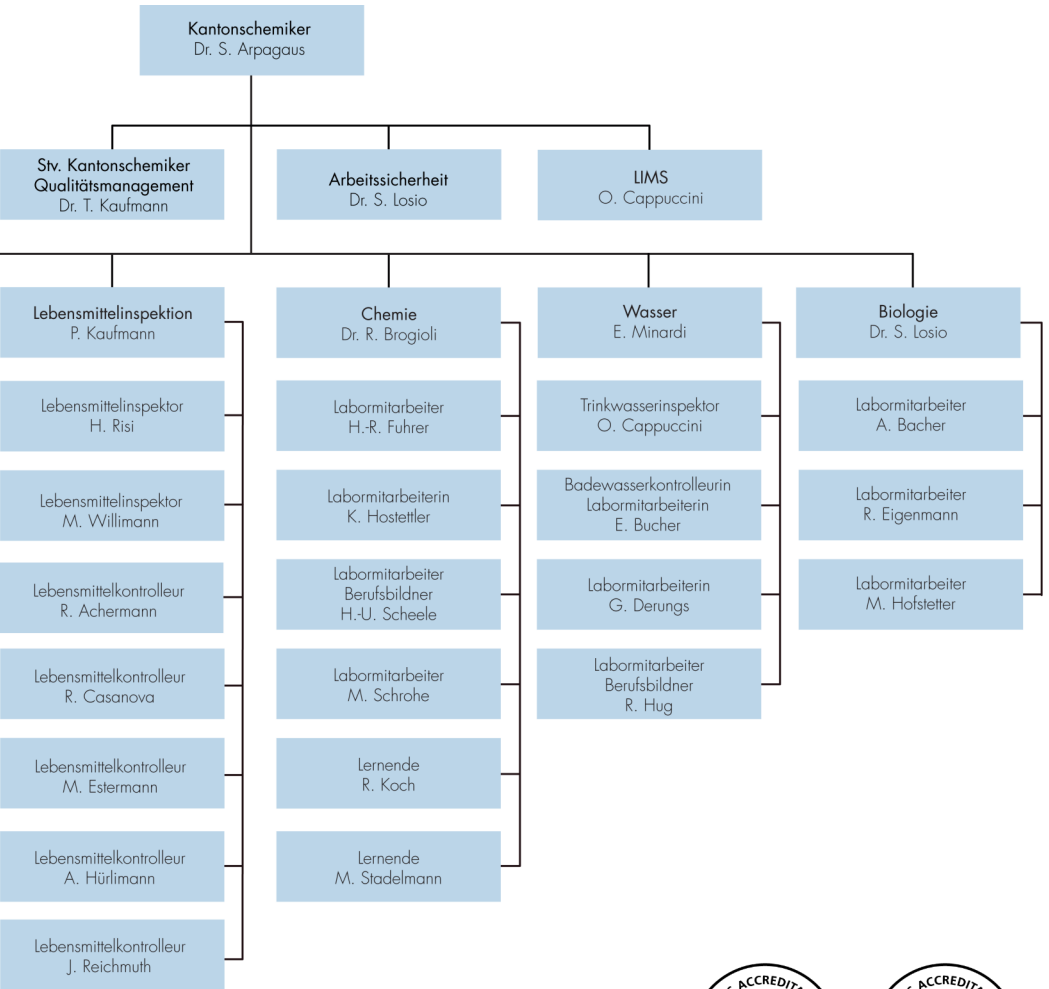 Kantonschemiker
Dr. S. Arpagaus
Stv. Kantonschemiker
Qualitätsmanagement
Dr. T. Kaufmann
Arbeitssicherheit
Dr. S. Losio
LIMS
O. Cappuccini
Lebensmittelinspektion
P. Kaufmann
Lebensmittelinspektor
H. Risi
Lebensmittelinspektor
M. Willimann
Lebensmittelkontrolleur
R. Achermann
Lebensmittelkontrolleur
R. Casanova
Lebensmittelkontrolleur
M. Estermann
Lebensmittelkontrolleur
A. Hürlimann
Lebensmittelkontrolleur
J. Reichmuth
Chemie
Dr. R. Brogioli
Labormitarbeiter
H.-R. Fuhrer
Labormitarbeiterin
K. Hostettler
Labormitarbeiter
Berufsbildner
H.-U. Scheele
Labormitarbeiter
M. Schrohe
Lernende
R. Koch
Lernende
M. Stadelmann
Wasser
E. Minardi
Trinkwasserinspektor
O. Cappuccini
Badewasserkontrolleurin
Labormitarbeiterin
E. Bucher
Labormitarbeiterin
G. Derungs
Labormitarbeiter
Berufsbildner
R. Hug
Biologie
Dr. S. Losio
Labormitarbeiter
A. Bacher
Labormitarbeiter
R. Eigenmann
Labormitarbeiter
M. Hofstetter